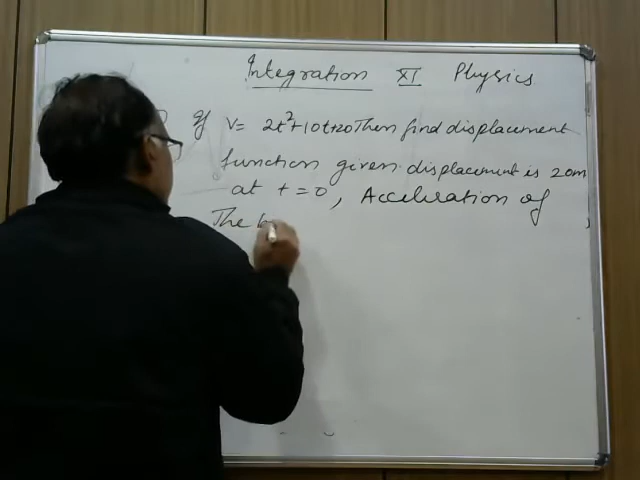 Integration XI Physics
If v= 2t²+10t+20 Then find displacement
function given displacement is 20m
at t=0, Acceleration of
The